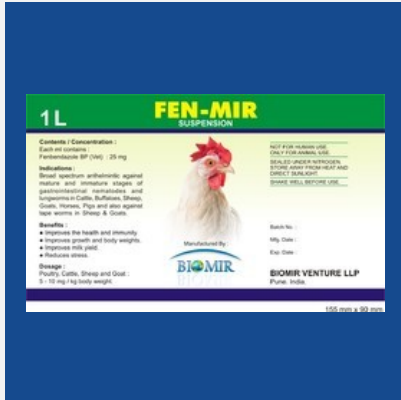 1 L
FEN-MIR
SUSPENSION
Contents / Concentration :
Each ml contains :
Fenbendazole BP (Vet) : 25 mg
Indications :
Broad spectrum anthelmintic against
mature and immature stages of
gastrointestinal nematodes and
lungworms in Cattle, Buffaloes, Sheep,
Goats, Horses, Pigs and also against
tape worms in Sheep & Goats.
Benefits :
● Improves the health and immunity.
● Improves growth and body weights.
● Improves milk yield.
● Reduces stress.
Dosage :
Poultry, Cattle, Sheep and Goat :
5 - 10 mg / kg body weight.
Manufactured By :
BIOMIR
NOT FOR HUMAN USE.
ONLY FOR ANIMAL USE.
SEALED UNDER NITROGEN.
STORE AWAY FROM HEAT AND
DIRECT SUNLIGHT.
SHAKE WELL BEFORE USE.
Batch No. :
Mfg. Date :
Exp. Date :
BIOMIR VENTURE LLP
Pune. India.
155 mm x 90 mm